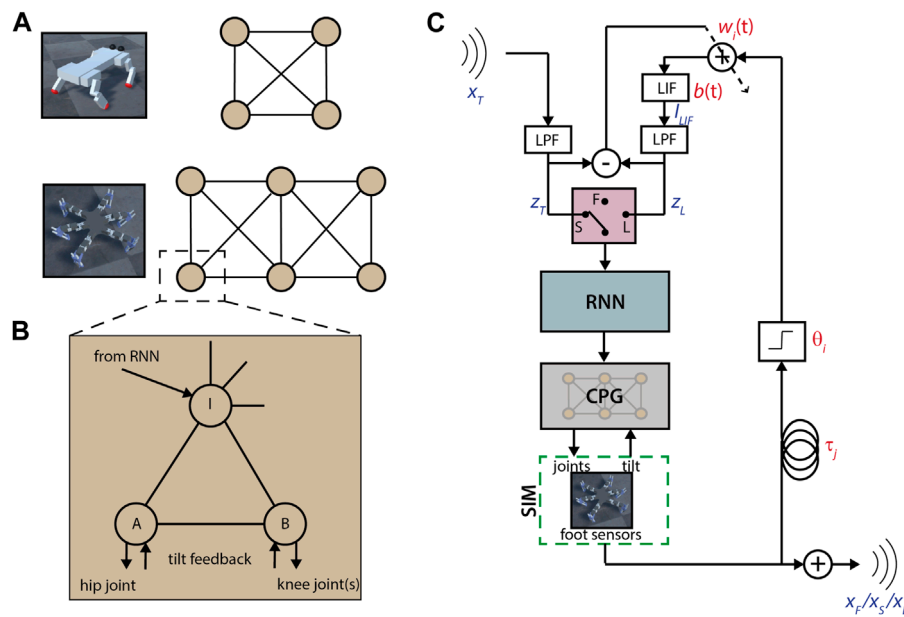 A
B
from RNN
I
A
B
tilt feedback
hip joint
knee joint(s)
C
x_T
w_i(t)
+
LIF
b(t)
I_LIF
LPF
LPF
-
z_T
z_L
F
S
L
RNN
θ_i
CPG
τ_j
joints
tilt
SIM
foot sensors
+
x_F/x_S/x